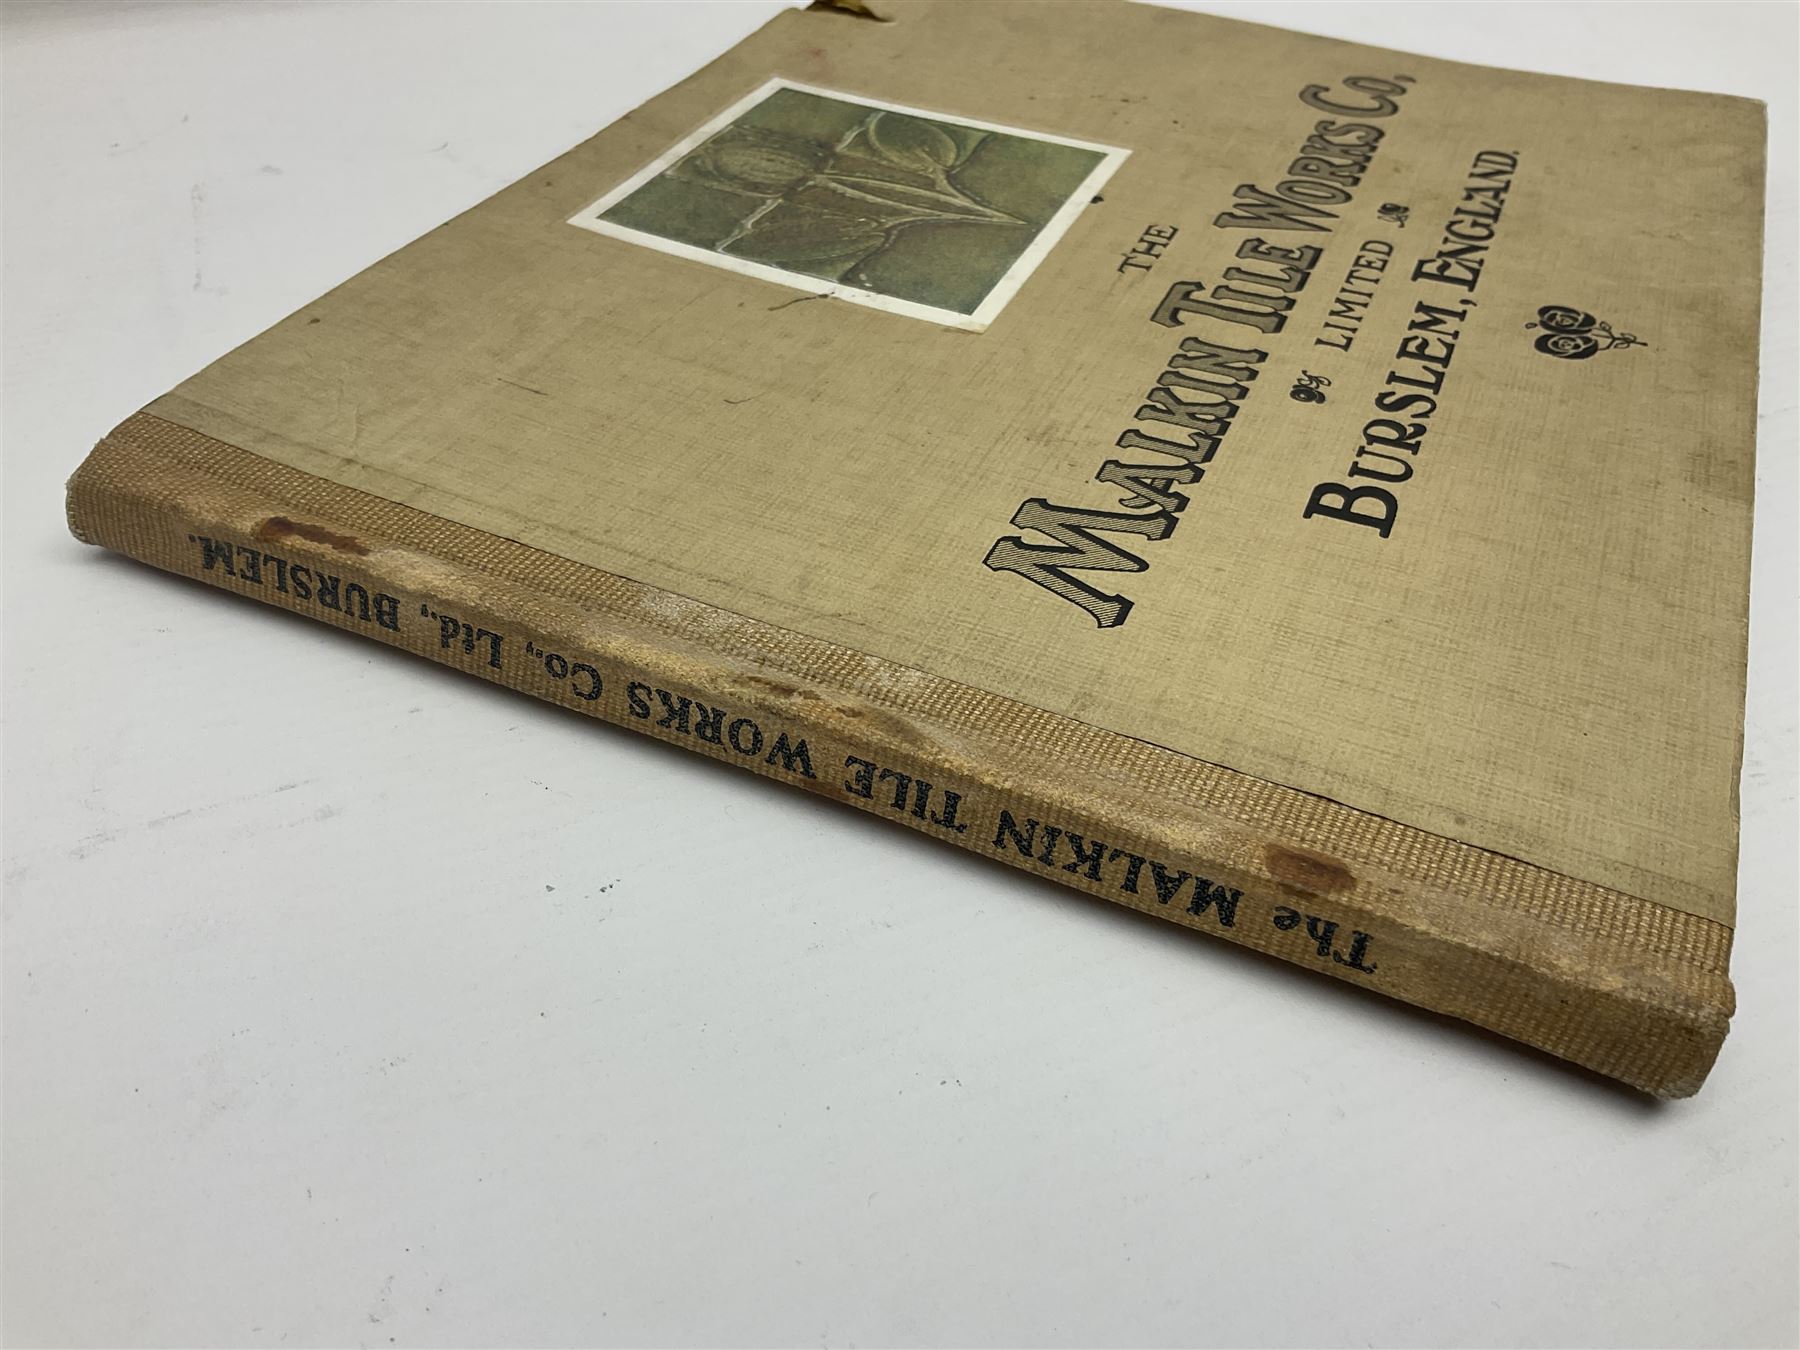 THE
MALKIN TILE WORKS CO,
LIMITED
BURSLEM, ENGLAND.
The MALKIN TILE WORKS Co., Ltd., BURSLEM.